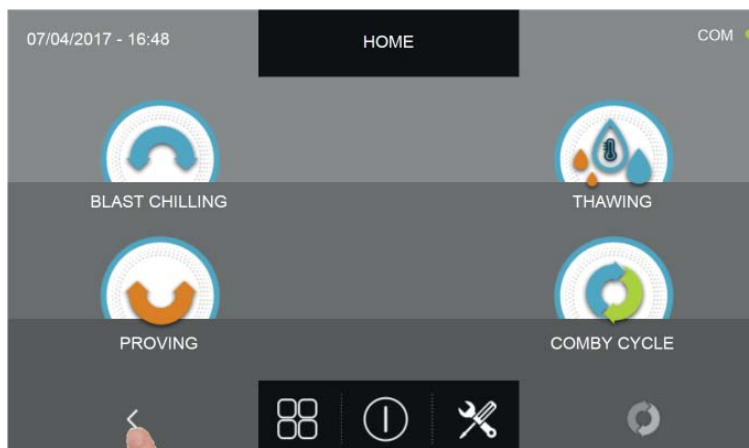 07/04/2017 - 16:48
HOME
COM
BLAST CHILLING
THAWING
PROVING
COMBY CYCLE